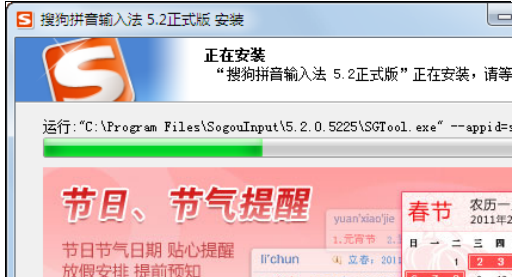 搜狗拼音输入法 5.2正式版 安装
正在安装
“搜狗拼音输入法 5.2正式版”正在安装，请等
运行:"C:\Program Files\SogouInput\5.2.0.5225\SGTool.exe" --appid=s
节日、节气提醒
节日节气日期 贴心提醒
放假安排 提前预知
yuan'xiao'jie
1.元宵节 2.
li'chun
立春: 2011
春节
农历一
2011年2
日 一 二 三 四
1 2 3